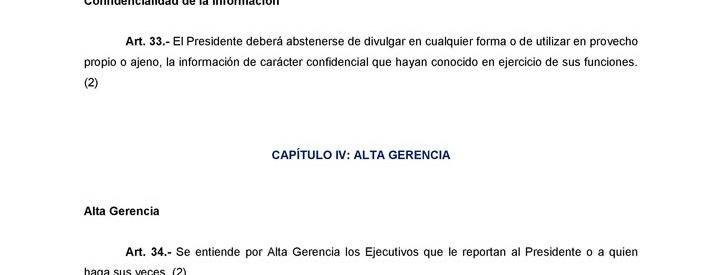 Confidencialidad de la Información
Art. 33.- El Presidente deberá abstenerse de divulgar en cualquier forma o de utilizar en provecho
propio o ajeno, la información de carácter confidencial que hayan conocido en ejercicio de sus funciones.
(2)
CAPÍTULO IV: ALTA GERENCIA
Alta Gerencia
Art. 34.- Se entiende por Alta Gerencia los Ejecutivos que le reportan al Presidente o a quien
haga sus veces. (2)